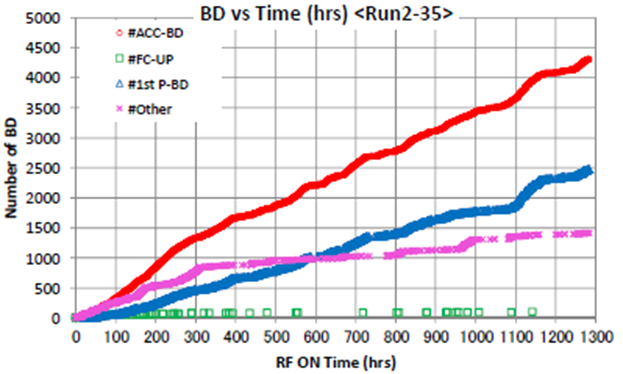 BD vs Time (hrs) <Run2-35>
5000
4500
4000
3500
3000
2500
2000
1500
1000
500
0
#ACC-BD
#FC-UP
#1st P-BD
#Other
Number of BD
0 100 200 300 400 500 600 700 800 900 1000 1100 1200 1300
RF ON Time (hrs)